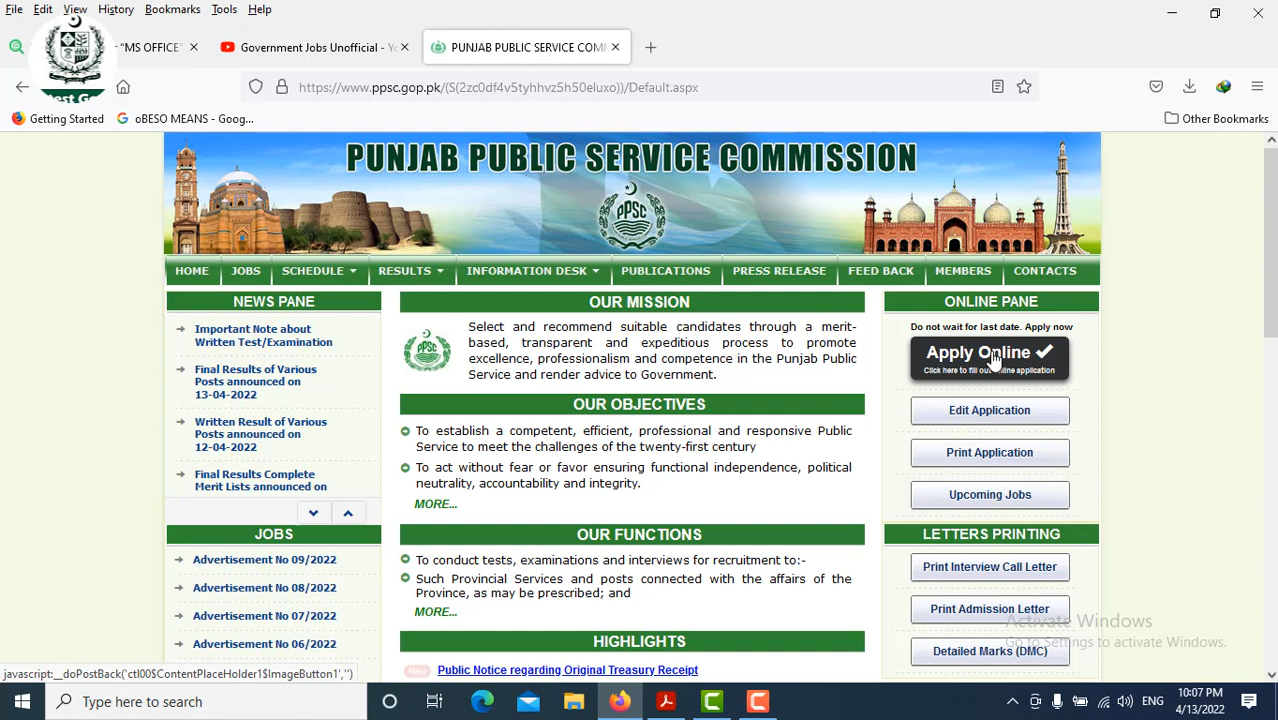 File Edit View History Bookmarks Tools Help
"MS OFFICE"
Government Jobs Unofficial - Yo
PUNJAB PUBLIC SERVICE COMM
https://www.ppsc.gop.pk/(S(2zc0df4v5tyhhvz5h50eluxo))/Default.aspx
Getting Started
oBESO MEANS - Goog...
Other Bookmarks
PUNJAB PUBLIC SERVICE COMMISSION
PPSC
HOME JOBS SCHEDULE RESULTS INFORMATION DESK PUBLICATIONS PRESS RELEASE FEED BACK MEMBERS CONTACTS
NEWS PANE
Important Note about
Written Test/Examination
Final Results of Various
Posts announced on
13-04-2022
Written Result of Various
Posts announced on
12-04-2022
Final Results Complete
Merit Lists announced on
JOBS
Advertisement No 09/2022
Advertisement No 08/2022
Advertisement No 07/2022
Advertisement No 06/2022
OUR MISSION
Select and recommend suitable candidates through a merit-
based, transparent and expeditious process to promote
excellence, professionalism and competence in the Punjab Public
Service and render advice to Government.
OUR OBJECTIVES
To establish a competent, efficient, professional and responsive Public
Service to meet the challenges of the twenty-first century
To act without fear or favor ensuring functional independence, political
neutrality, accountability and integrity.
MORE...
OUR FUNCTIONS
To conduct tests, examinations and interviews for recruitment to:-
Such Provincial Services and posts connected with the affairs of the
Province, as may be prescribed; and
MORE...
HIGHLIGHTS
New Public Notice regarding Original Treasury Receipt
ONLINE PANE
Do not wait for last date. Apply now
Apply Online
Click here to fill out online application
Edit Application
Print Application
Upcoming Jobs
LETTERS PRINTING
Print Interview Call Letter
Print Admission Letter
Detailed Marks (DMC)
Activate Windows
Go to Settings to activate Windows.
javascript:__doPostBack('ctl00$ContentPlaceHolder1$ImageButton1','')
Type here to search
ENG
10:07 PM
4/13/2022